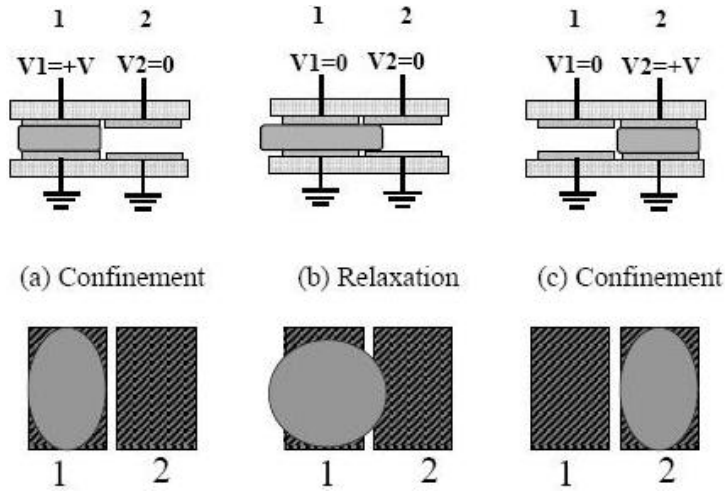 1 2 2 1 2
V1=+V V2=0 V1=0 V2=0 V1=0 V2=+V
(a) Confinement (b) Relaxation (c) Confinement
1 2 1 2 1 2